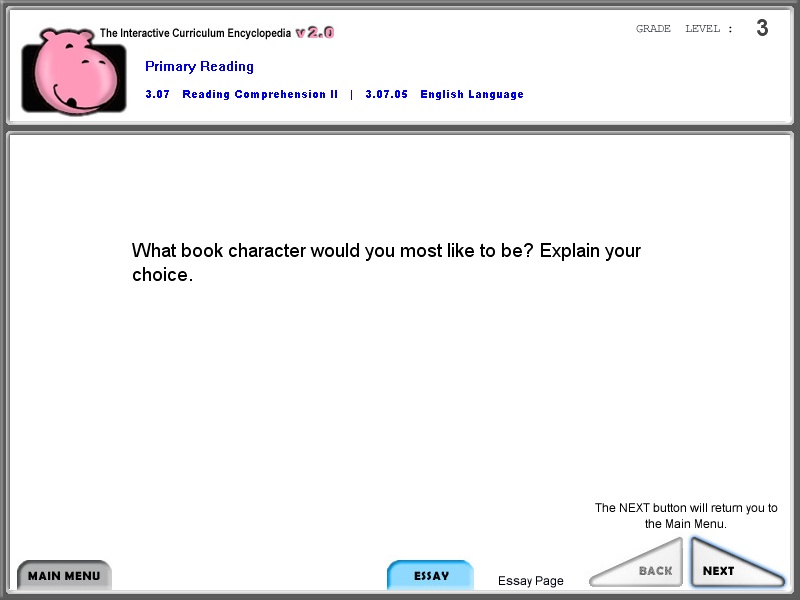 The Interactive Curriculum Encyclopedia v 2.0
GRADE LEVEL : 3
Primary Reading
3.07 Reading Comprehension II | 3.07.05 English Language
What book character would you most like to be? Explain your
choice.
The NEXT button will return you to
the Main Menu.
MAIN MENU
ESSAY
Essay Page
BACK
NEXT